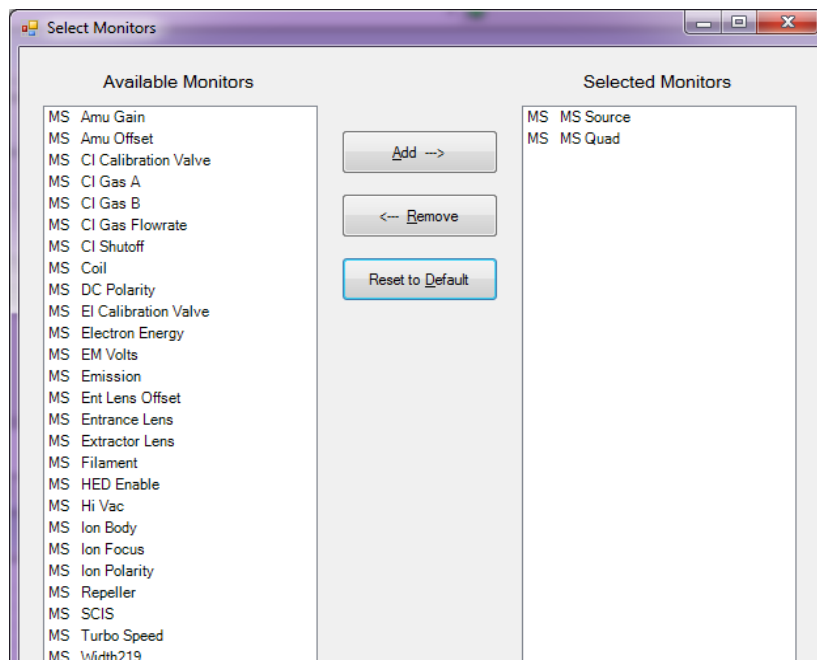 Select Monitors
Available Monitors
MS Amu Gain
MS Amu Offset
MS CI Calibration Valve
MS CI Gas A
MS CI Gas B
MS CI Gas Flowrate
MS CI Shutoff
MS Coil
MS DC Polarity
MS EI Calibration Valve
MS Electron Energy
MS EM Volts
MS Emission
MS Ent Lens Offset
MS Entrance Lens
MS Extractor Lens
MS Filament
MS HED Enable
MS Hi Vac
MS Ion Body
MS Ion Focus
MS Ion Polarity
MS Repeller
MS SCIS
MS Turbo Speed
MS Width219
Add --->
<--- Remove
Reset to Default
Selected Monitors
MS MS Source
MS MS Quad